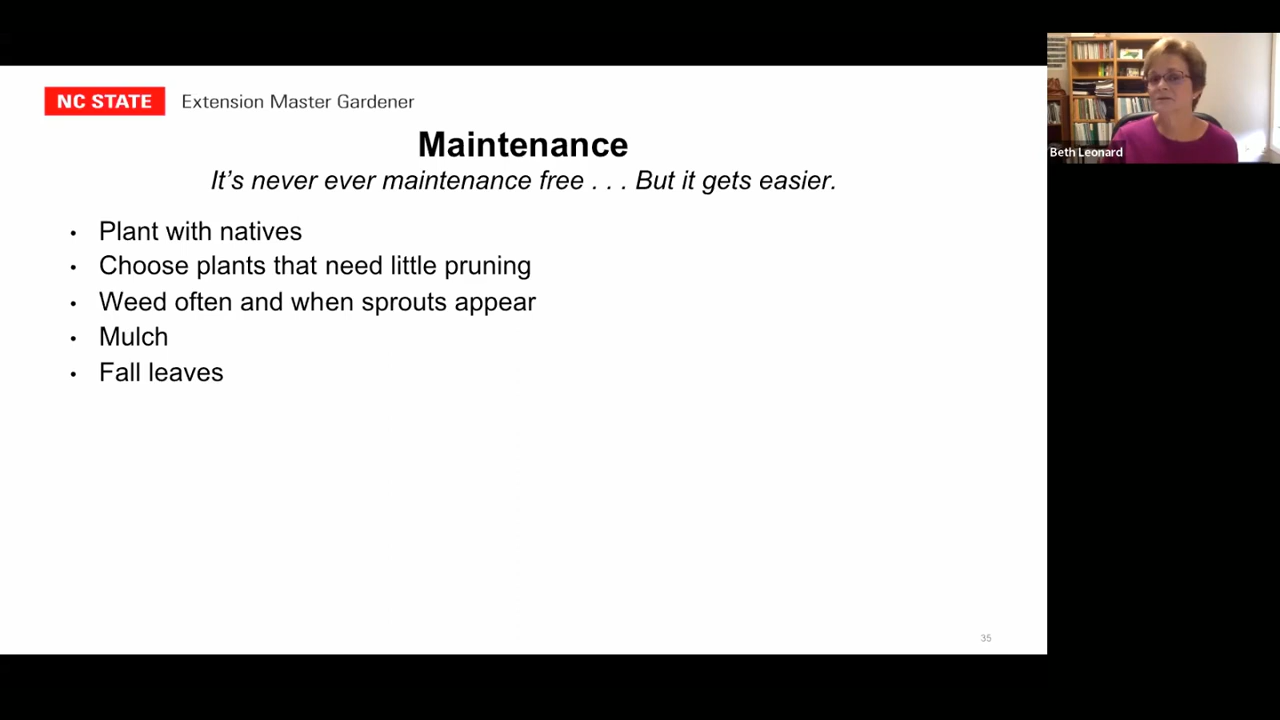 NC STATE Extension Master Gardener
Maintenance
It's never ever maintenance free . . . But it gets easier.
• Plant with natives
• Choose plants that need little pruning
• Weed often and when sprouts appear
• Mulch
• Fall leaves
35
Beth Leonard